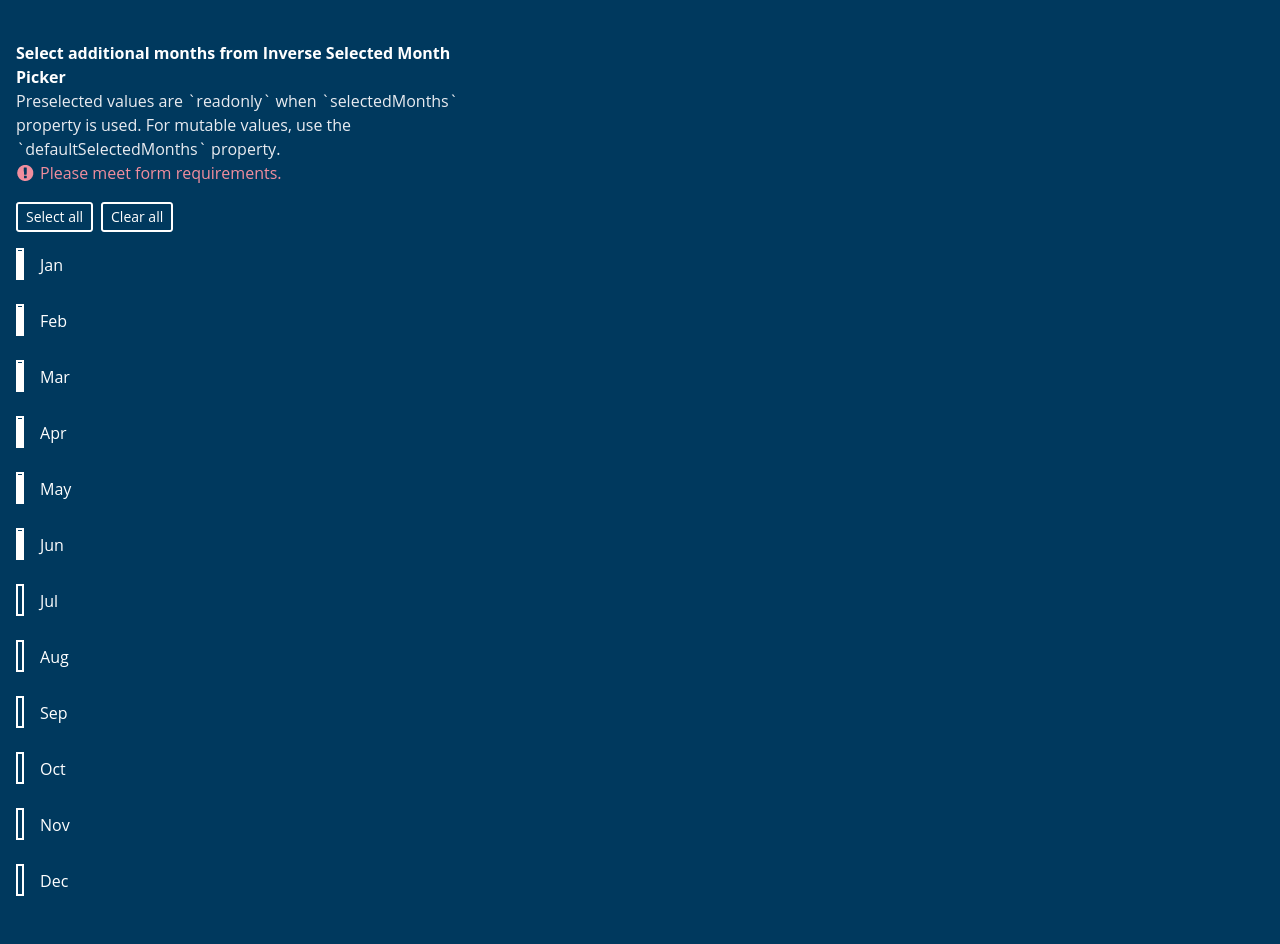 Select additional months from Inverse Selected Month
Picker
Preselected values are `readonly` when `selectedMonths`
property is used. For mutable values, use the
`defaultSelectedMonths` property.
Please meet form requirements.
Select all Clear all
Jan
Feb
Mar
Apr
May
Jun
Jul
Aug
Sep
Oct
Nov
Dec